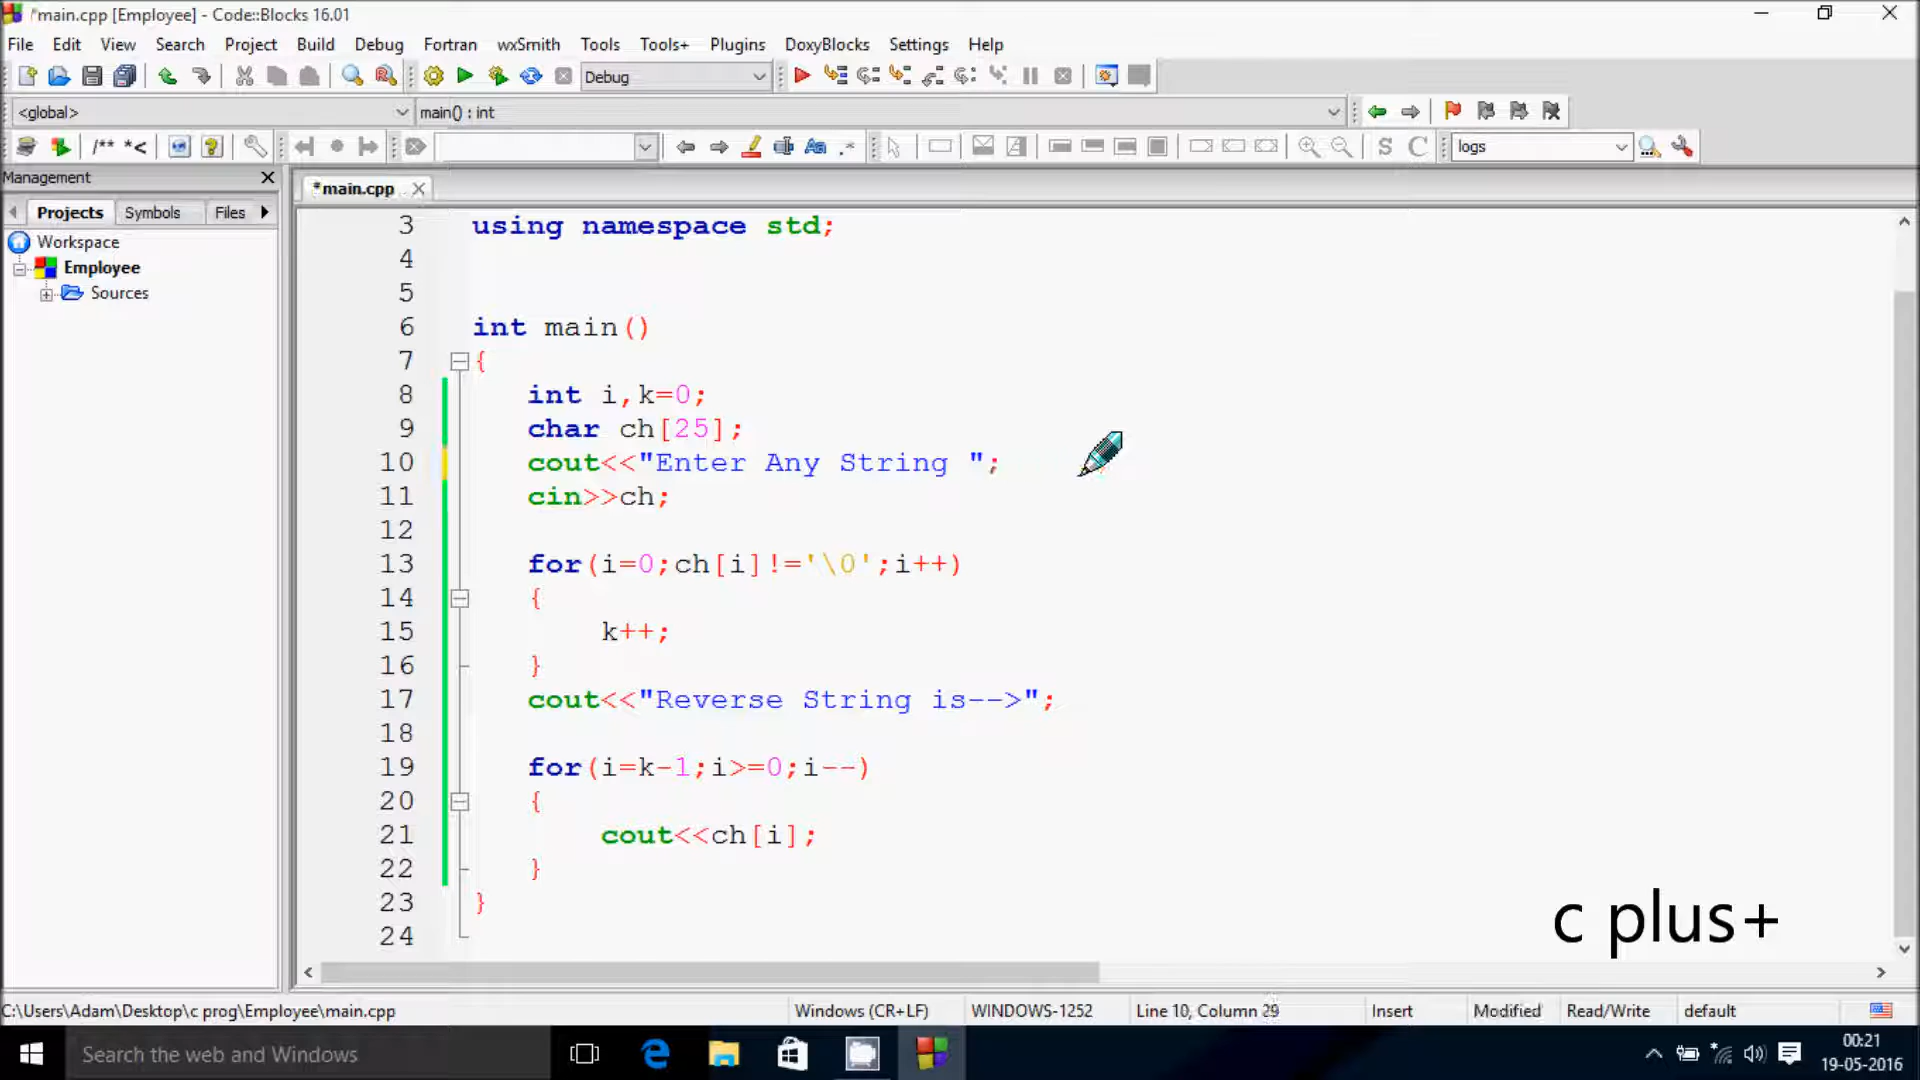 *main.cpp [Employee] - Code::Blocks 16.01
File Edit View Search Project Build Debug Fortran wxSmith Tools Tools+ Plugins DoxyBlocks Settings Help
Debug
<global> main() : int
/** *< logs
Management
*main.cpp
Projects Symbols Files
Workspace
Employee
Sources
3 using namespace std;
4
5
6 int main()
7 {
8 int i,k=0;
9 char ch[25];
10 cout<<"Enter Any String ";
11 cin>>ch;
12
13 for(i=0;ch[i]!='\0';i++)
14 {
15 k++;
16 }
17 cout<<"Reverse String is-->";
18
19 for(i=k-1;i>=0;i--)
20 {
21 cout<<ch[i];
22 }
23 }
24
c plus+
C:\Users\Adam\Desktop\c prog\Employee\main.cpp Windows (CR+LF) WINDOWS-1252 Line 10, Column 29 Insert Modified Read/Write default
Search the web and Windows
00:21
19-05-2016